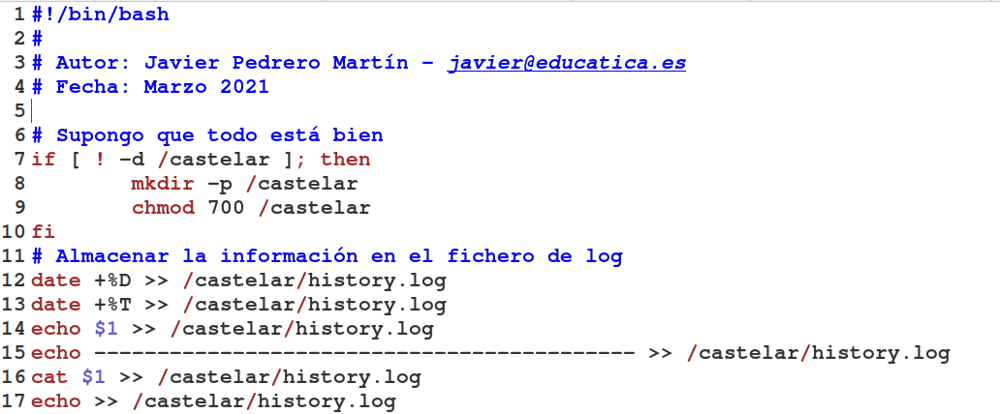 1 #!/bin/bash
2 #
3 # Autor: Javier Pedrero Martín - javier@educatica.es
4 # Fecha: Marzo 2021
5
6 # Supongo que todo está bien
7 if [ ! -d /castelar ]; then
8         mkdir -p /castelar
9         chmod 700 /castelar
10 fi
11 # Almacenar la información en el fichero de log
12 date +%D >> /castelar/history.log
13 date +%T >> /castelar/history.log
14 echo $1 >> /castelar/history.log
15 echo ------------------------------------------- >> /castelar/history.log
16 cat $1 >> /castelar/history.log
17 echo >> /castelar/history.log